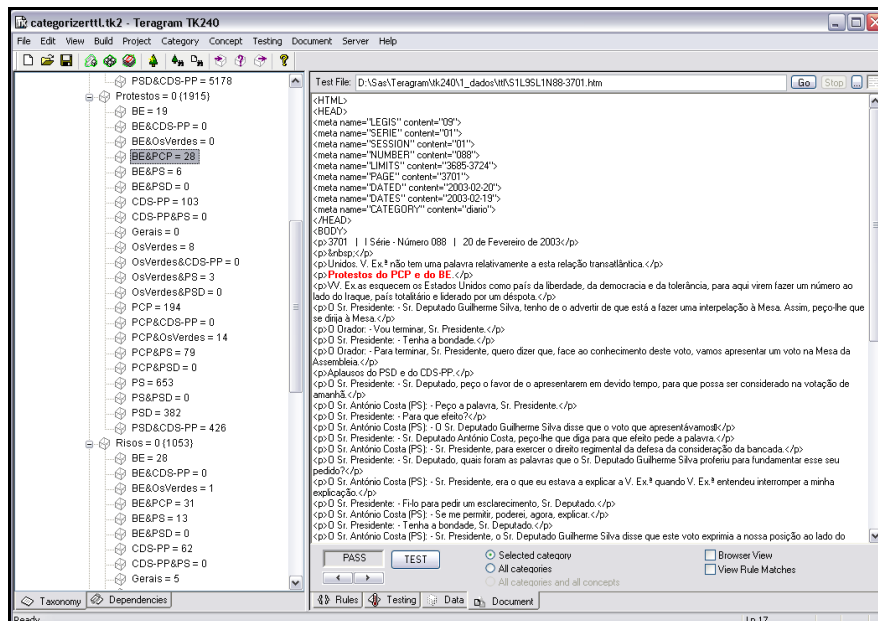 categorizerttl.tk2 - Teragram TK240
File Edit View Build Project Category Concept Testing Document Server Help
PSD&CDS-PP = 5178
Protestos = 0 {1915}
BE = 19
BE&CDS-PP = 0
BE&OsVerdes = 0
BE&PCP = 28
BE&PS = 6
BE&PSD = 0
CDS-PP = 103
CDS-PP&PS = 0
Gerais = 0
OsVerdes = 8
OsVerdes&CDS-PP = 0
OsVerdes&PS = 3
OsVerdes&PSD = 0
PCP = 194
PCP&CDS-PP = 0
PCP&OsVerdes = 14
PCP&PS = 79
PCP&PSD = 0
PS = 653
PS&PSD = 0
PSD = 382
PSD&CDS-PP = 426
Risos = 0 {1053}
BE = 28
BE&CDS-PP = 0
BE&OsVerdes = 1
BE&PCP = 31
BE&PS = 13
BE&PSD = 0
CDS-PP = 62
CDS-PP&PS = 0
Gerais = 5
Taxonomy Dependencies
Test File: D:\Sas\Teragram\tk240\1_dados\ttl\S1L9SL1N88-3701.htm Go Stop ...
<HTML>
<HEAD>
<meta name="LEGIS" content="09">
<meta name="SERIE" content="01">
<meta name="SESSION" content="01">
<meta name="NUMBER" content="088">
<meta name="LIMITS" content="3685-3724">
<meta name="PAGE" content="3701">
<meta name="DATED" content="2003-02-20">
<meta name="DATES" content="2003-02-19">
<meta name="CATEGORY" content="diario">
</HEAD>
<BODY>
<p>3701 | I Série - Número 088 | 20 de Fevereiro de 2003</p>
<p>&nbsp;</p>
<p>Unidos. V. Ex.ª não tem uma palavra relativamente a esta relação transatlântica.</p>
<p>Protestos do PCP e do BE.</p>
<p>VV. Ex.as esquecem os Estados Unidos como país da liberdade, da democracia e da tolerância, para aqui virem fazer um número ao
lado do Iraque, país totalitário e liderado por um déspota.</p>
<p>O Sr. Presidente: - Sr. Deputado Guilherme Silva, tenho de o advertir de que está a fazer uma interpelação à Mesa. Assim, peço-lhe que
se dirija à Mesa.</p>
<p>O Orador: - Vou terminar, Sr. Presidente.</p>
<p>O Sr. Presidente: - Tenha a bondade.</p>
<p>O Orador: - Para terminar, Sr. Presidente, quero dizer que, face ao conhecimento deste voto, vamos apresentar um voto na Mesa da
Assembleia.</p>
<p>Aplausos do PSD e do CDS-PP.</p>
<p>O Sr. Presidente: - Sr. Deputado, peço o favor de o apresentarem em devido tempo, para que possa ser considerado na votação de
amanhã.</p>
<p>O Sr. António Costa (PS): - Peço a palavra, Sr. Presidente.</p>
<p>O Sr. Presidente: - Para que efeito?</p>
<p>O Sr. António Costa (PS): - O Sr. Deputado Guilherme Silva disse que o voto que apresentávamos</p>
<p>O Sr. Presidente: - Sr. Deputado António Costa, peço-lhe que diga para que efeito pede a palavra.</p>
<p>O Sr. António Costa (PS): - Sr. Presidente, para exercer o direito regimental da defesa da consideração da bancada.</p>
<p>O Sr. Presidente: - Sr. Deputado, quais foram as palavras que o Sr. Deputado Guilherme Silva proferiu para fundamentar esse seu
pedido?</p>
<p>O Sr. António Costa (PS): - Sr. Presidente, era o que eu estava a explicar a V. Ex.ª quando V. Ex.ª entendeu interromper a minha
explicação.</p>
<p>O Sr. Presidente: - Fi-lo para pedir um esclarecimento, Sr. Deputado.</p>
<p>O Sr. António Costa (PS): - Se me permitir, poderei, agora, explicar.</p>
<p>O Sr. Presidente: - Tenha a bondade, Sr. Deputado.</p>
<p>O Sr. António Costa (PS): - Sr. Presidente, o Sr. Deputado Guilherme Silva disse que este voto exprimia a nossa posição ao lado do
PASS TEST
Selected category
All categories
All categories and all concepts
Browser View
View Rule Matches
Rules Testing Data Document
Ready Ln 17